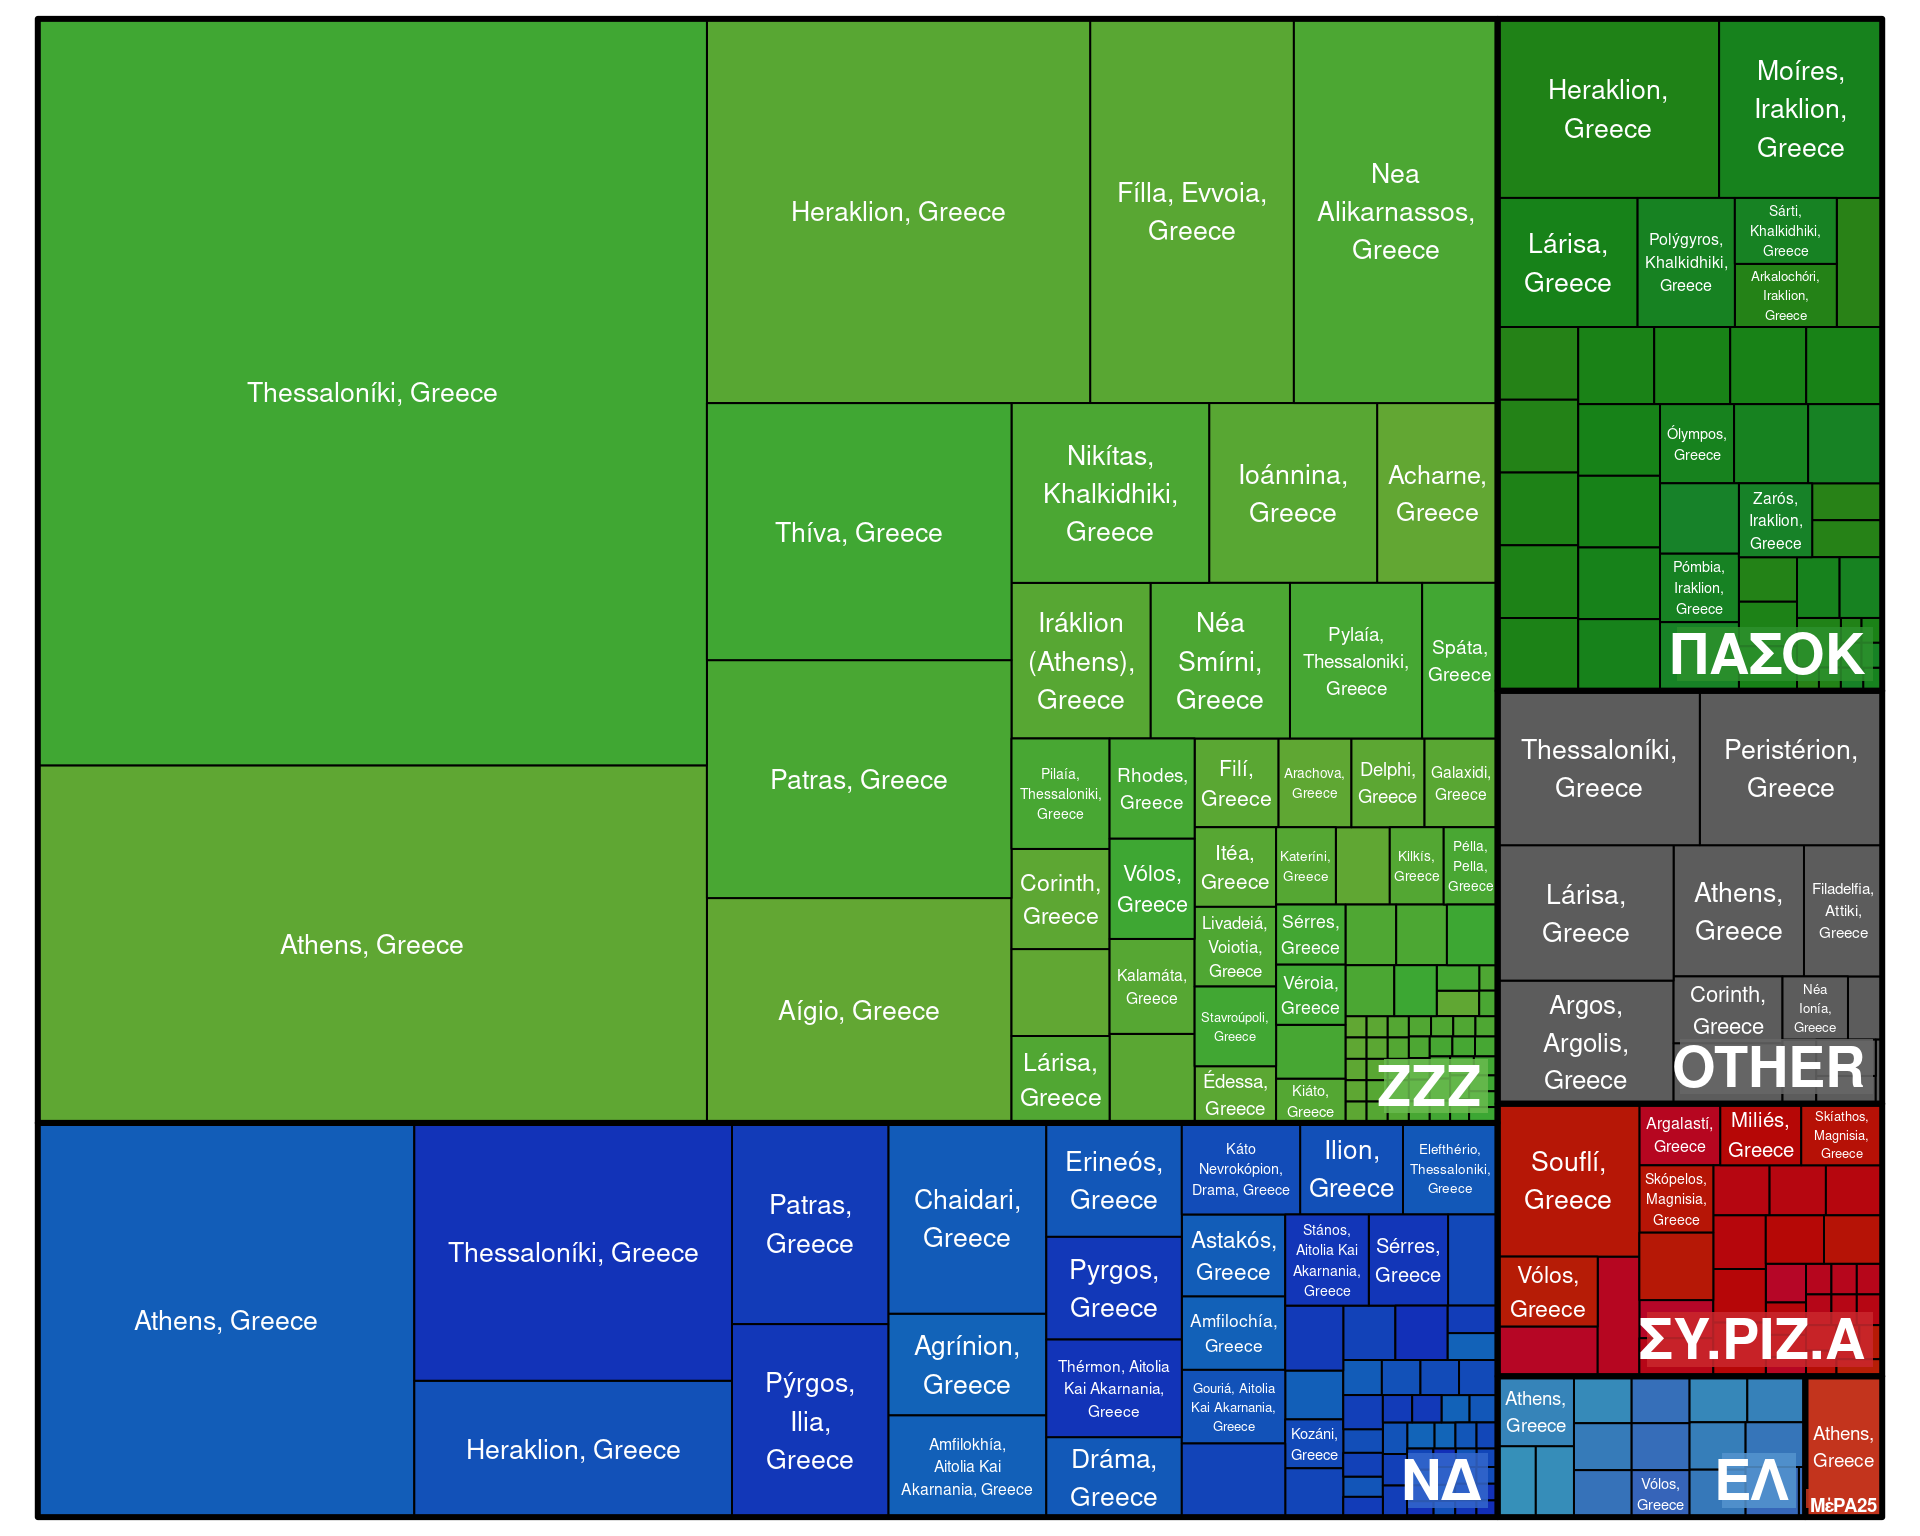 Thessaloníki, Greece
Athens, Greece
Heraklion, Greece
Fílla, Evvoia,
Greece
Nea
Alikarnassos,
Greece
Thíva, Greece
Patras, Greece
Aígio, Greece
Nikítas,
Khalkidhiki,
Greece
Ioánnina,
Greece
Acharne,
Greece
Iráklion
(Athens),
Greece
Néa
Smírni,
Greece
Pylaía,
Thessaloniki,
Greece
Spáta,
Greece
Pilaía,
Thessaloniki,
Greece
Rhodes,
Greece
Filí,
Greece
Arachova,
Greece
Delphi,
Greece
Galaxidi,
Greece
Corinth,
Greece
Vólos,
Greece
Itéa,
Greece
Kateríni,
Greece
Kilkís,
Greece
Pélla,
Pella,
Greece
Livadeiá,
Voiotia,
Greece
Sérres,
Greece
Kalamáta,
Greece
Véroia,
Greece
Stavroúpoli,
Greece
Lárisa,
Greece
Édessa,
Greece
Kiáto,
Greece
ZZZ
Heraklion,
Greece
Moíres,
Iraklion,
Greece
Lárisa,
Greece
Polýgyros,
Khalkidhiki,
Greece
Sárti,
Khalkidhiki,
Greece
Arkalochóri,
Iraklion,
Greece
Ólympos,
Greece
Zarós,
Iraklion,
Greece
Pómbia,
Iraklion,
Greece
ΠΑΣΟΚ
Thessaloníki,
Greece
Peristérion,
Greece
Lárisa,
Greece
Athens,
Greece
Filadelfia,
Attiki,
Greece
Argos,
Argolis,
Greece
Corinth,
Greece
Néa
Ionía,
Greece
OTHER
Souflí,
Greece
Argalastí,
Greece
Miliés,
Greece
Skíathos,
Magnisia,
Greece
Skópelos,
Magnisia,
Greece
Vólos,
Greece
ΣΥ.ΡΙΖ.Α
Athens, Greece
Thessaloníki, Greece
Heraklion, Greece
Patras,
Greece
Pýrgos,
Ilia,
Greece
Chaidari,
Greece
Agrínion,
Greece
Amfilokhía,
Aitolia Kai
Akarnania, Greece
Erineós,
Greece
Pyrgos,
Greece
Thérmon, Aitolia
Kai Akarnania,
Greece
Dráma,
Greece
Káto
Nevrokópion,
Drama, Greece
Ilion,
Greece
Elefthério,
Thessaloniki,
Greece
Astakós,
Greece
Stános,
Aitolia Kai
Akarnania,
Greece
Sérres,
Greece
Amfilochía,
Greece
Gouriá, Aitolia
Kai Akarnania,
Greece
Kozáni,
Greece
ΝΔ
Athens,
Greece
Vólos,
Greece
ΕΛ
Athens,
Greece
ΜέΡΑ25